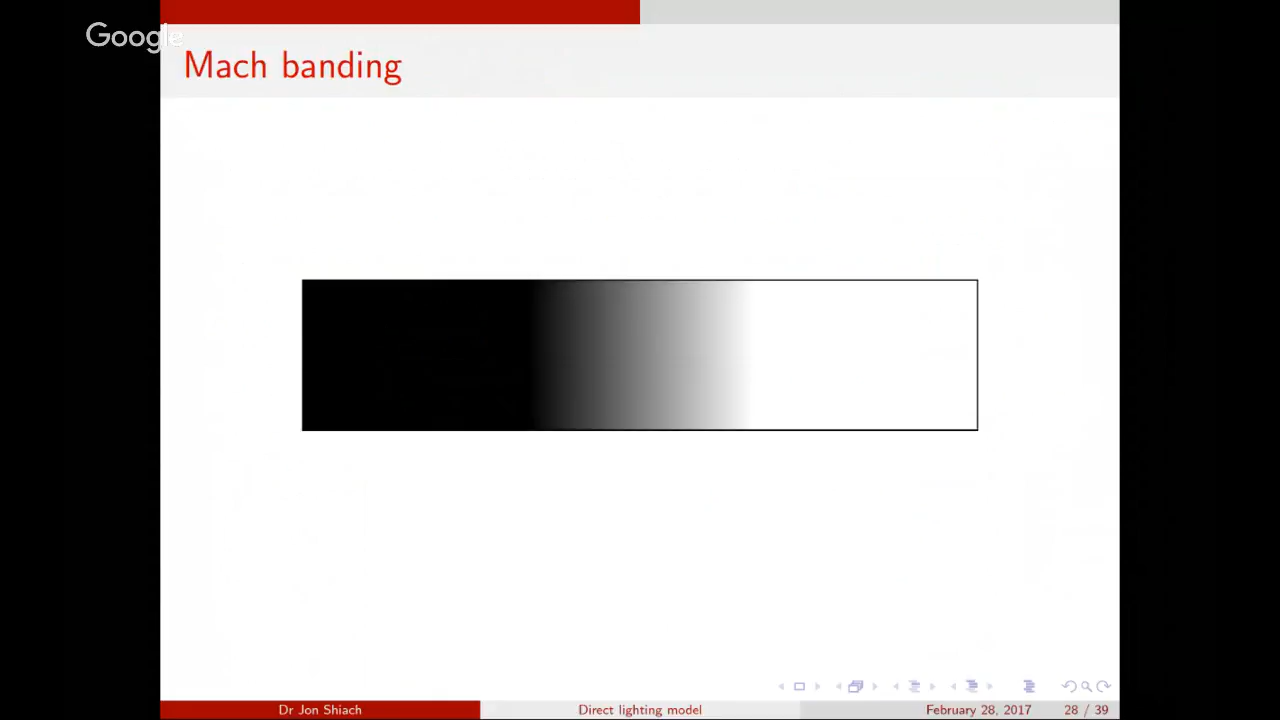 Google
Mach banding
Dr Jon Shiach
Direct lighting model
February 28, 2017
28 / 39